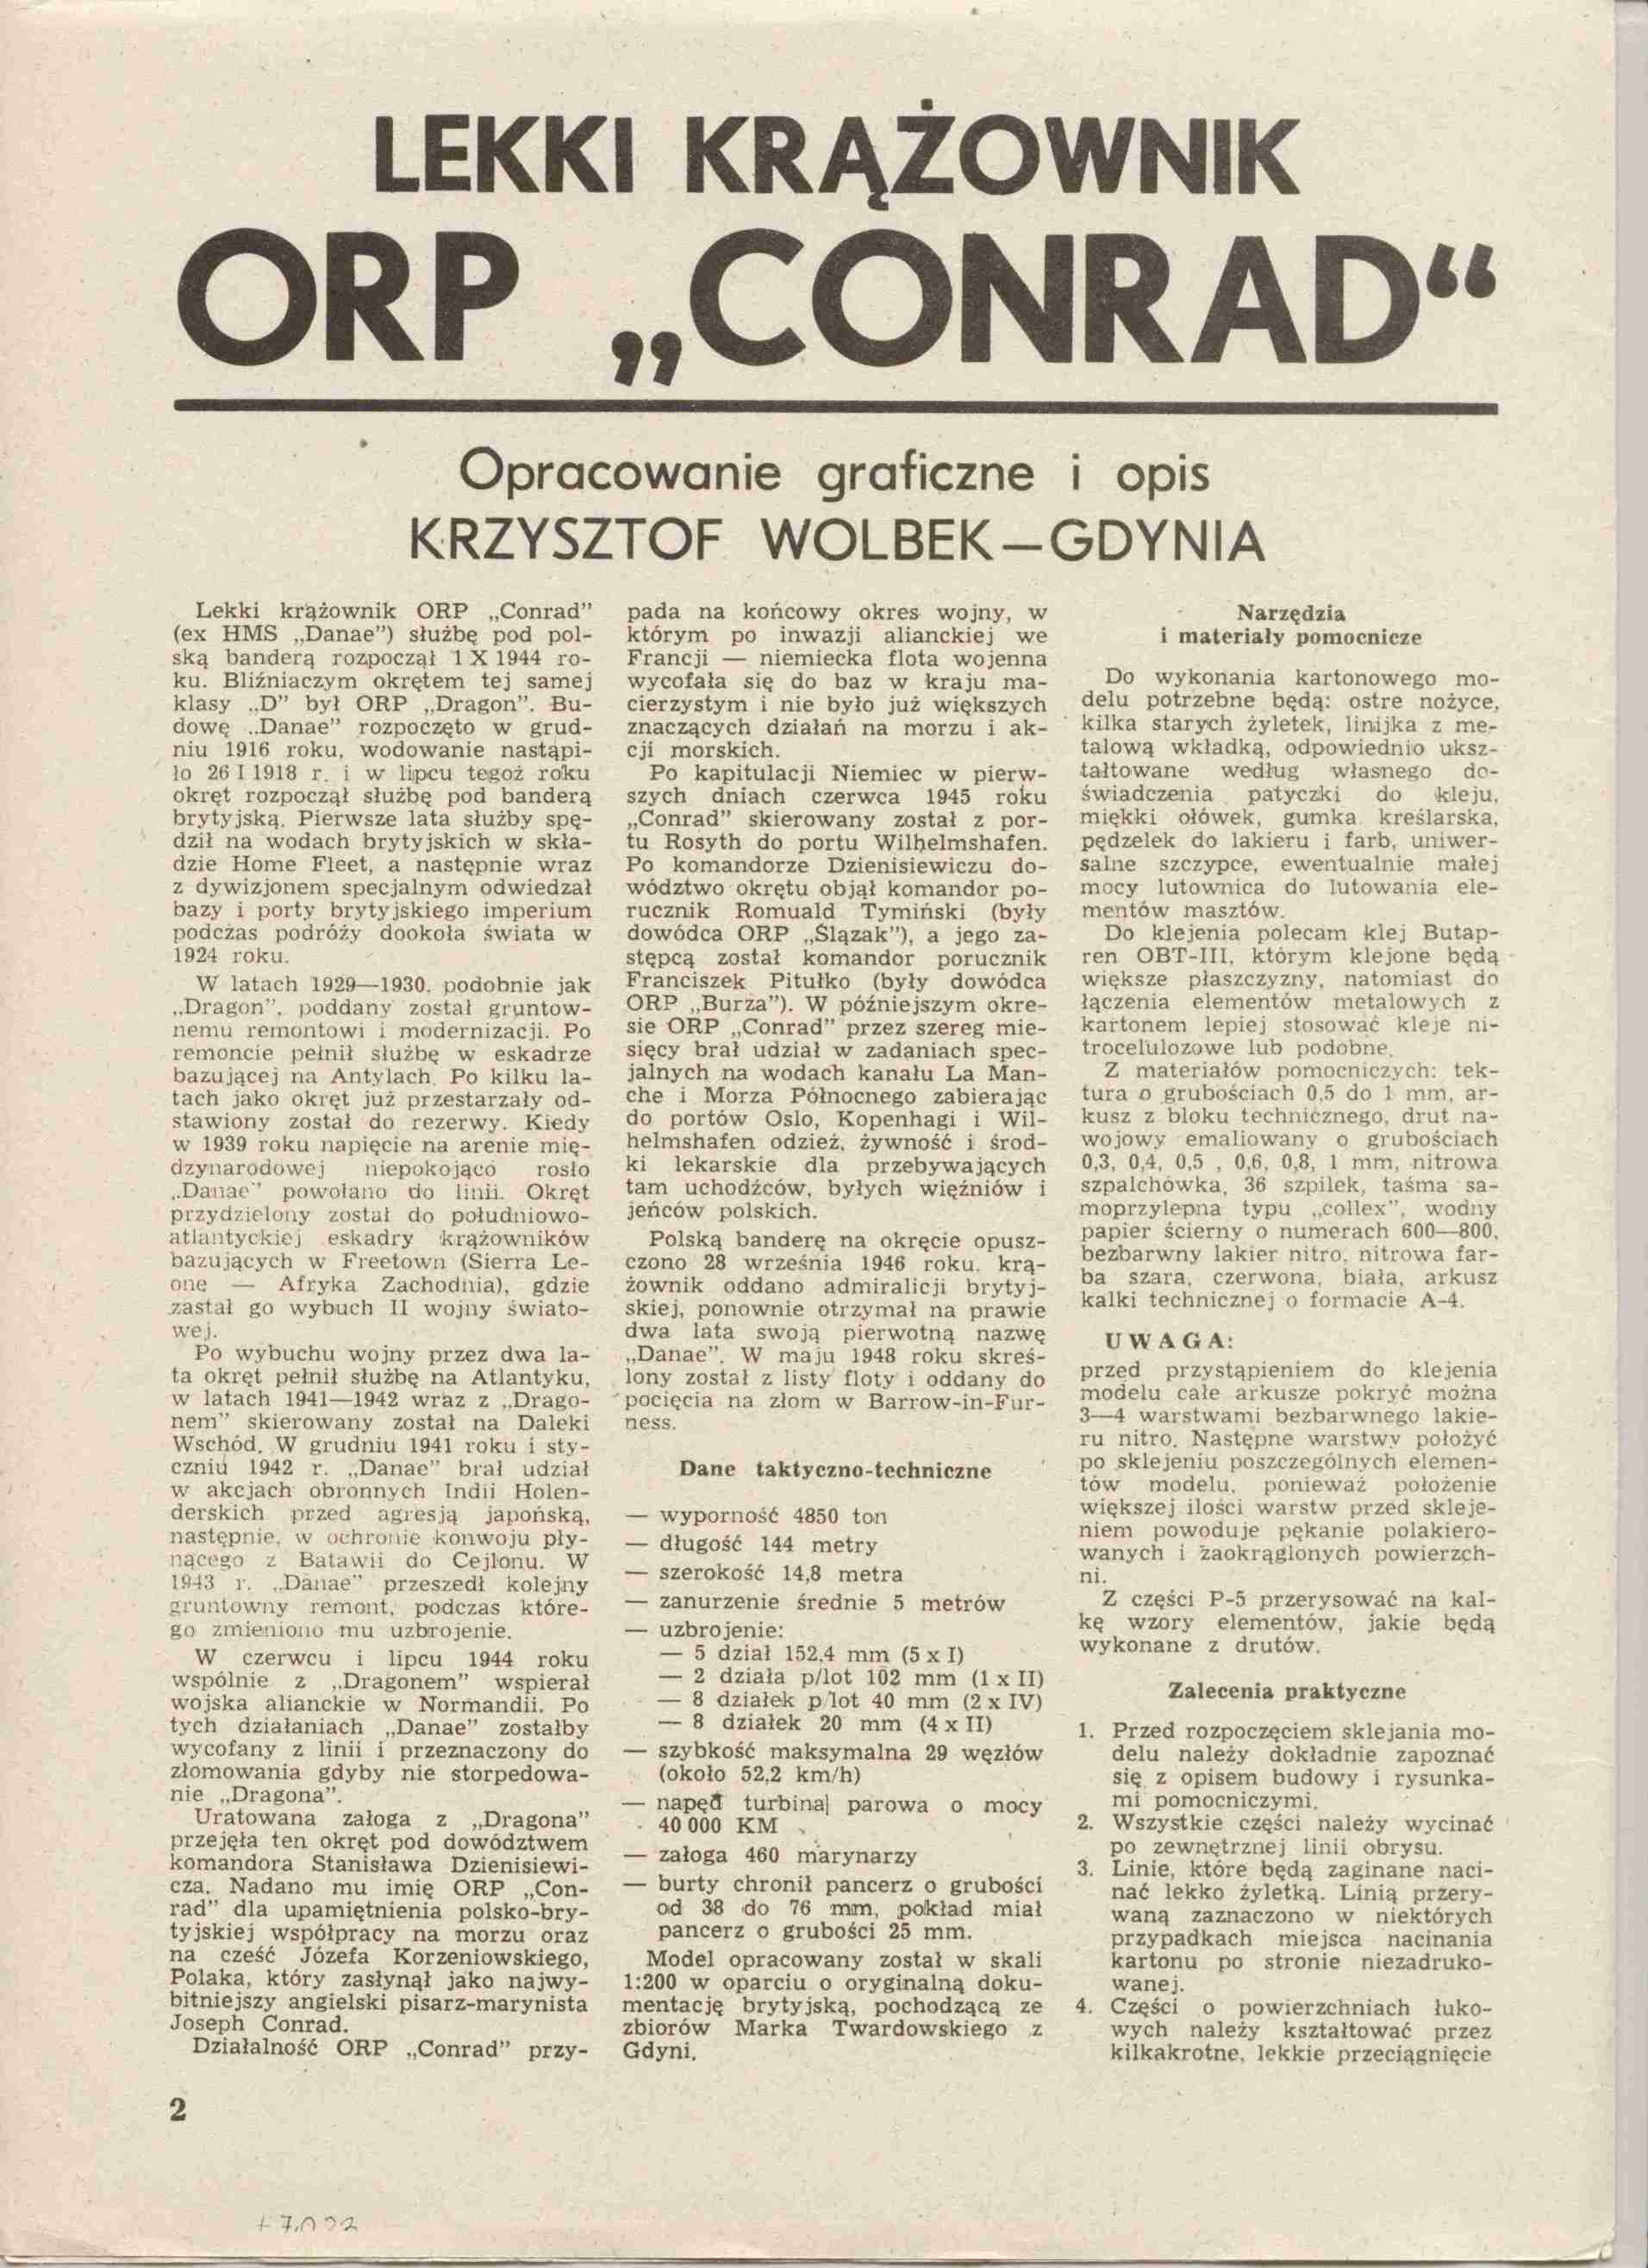 LEKKI KRĄŻOWNIK
ORP „CONRAD“
Opracowanie graficzne i opis
KRZYSZTOF WOLBEK—GDYNIA
Lekki krążownik ORP „Conrad”
(ex HMS „Danae”) służbę pod pol-
ską banderą rozpoczął 1 X 1944 ro-
ku. Bliźniaczym okrętem tej samej
klasy „D” był ORP „Dragon”. Bu-
dowę „Danae” rozpoczęto w grud-
niu 1916 roku, wodowanie nastąpi-
ło 26 I 1918 r. i w lipcu tegoż roku
okręt rozpoczął służbę pod banderą
brytyjską. Pierwsze lata służby spę-
dził na wodach brytyjskich w skła-
dzie Home Fleet, a następnie wraz
z dywizjonem specjalnym odwiedzał
bazy i porty brytyjskiego imperium
podczas podróży dookoła świata w
1924 roku.
W latach 1929—1930, podobnie jak
„Dragon”, poddany został gruntow-
nemu remontowi i modernizacji. Po
remoncie pełnił służbę w eskadrze
bazującej na Antylach. Po kilku la-
tach jako okręt już przestarzały od-
stawiony został do rezerwy. Kiedy
w 1939 roku napięcie na arenie mię-
dzynarodowej niepokojąco rosło
„Danae” powołano do linii. Okręt
przydzielony został do południowo-
atlantyckiej eskadry krążowników
bazujących w Freetown (Sierra Le-
one — Afryka Zachodnia), gdzie
zastał go wybuch II wojny świato-
wej.
Po wybuchu wojny przez dwa la-
ta okręt pełnił służbę na Atlantyku,
w latach 1941—1942 wraz z „Drago-
nem” skierowany został na Daleki
Wschód. W grudniu 1941 roku i sty-
czniu 1942 r. „Danae” brał udział
w akcjach obronnych Indii Holen-
derskich przed agresją japońską,
następnie, w ochronie konwoju pły-
nącego z Batawii do Cejlonu. W
1943 r. „Danae” przeszedł kolejny
gruntowny remont, podczas które-
go zmieniono mu uzbrojenie.
W czerwcu i lipcu 1944 roku
wspólnie z „Dragonem” wspierał
wojska alianckie w Normandii. Po
tych działaniach „Danae” zostałby
wycofany z linii i przeznaczony do
złomowania gdyby nie storpedowa-
nie „Dragona”.
Uratowana załoga z „Dragona”
przejęła ten okręt pod dowództwem
komandora Stanisława Dzienisiewi-
cza. Nadano mu imię ORP „Con-
rad” dla upamiętnienia polsko-bry-
tyjskiej współpracy na morzu oraz
na cześć Józefa Korzeniowskiego,
Polaka, który zasłynął jako najwy-
bitniejszy angielski pisarz-marynista
Joseph Conrad.
Działalność ORP „Conrad” przy-
pada na końcowy okres wojny, w
którym po inwazji alianckiej we
Francji — niemiecka flota wojenna
wycofała się do baz w kraju ma-
cierzystym i nie było już większych
znaczących działań na morzu i ak-
cji morskich.
Po kapitulacji Niemiec w pierw-
szych dniach czerwca 1945 roku
„Conrad” skierowany został z por-
tu Rosyth do portu Wilhelmshafen.
Po komandorze Dzienisiewiczu do-
wództwo okrętu objął komandor po-
rucznik Romuald Tymiński (były
dowódca ORP „Ślązak”), a jego za-
stępcą został komandor porucznik
Franciszek Pitułko (były dowódca
ORP „Burza”). W późniejszym okre-
sie ORP „Conrad” przez szereg mie-
sięcy brał udział w zadaniach spec-
jalnych na wodach kanału La Man-
che i Morza Północnego zabierając
do portów Oslo, Kopenhagi i Wil-
helmshafen odzież, żywność i środ-
ki lekarskie dla przebywających
tam uchodźców, byłych więźniów i
jeńców polskich.
Polską banderę na okręcie opusz-
czono 28 września 1946 roku, krą-
żownik oddano admiralicji brytyj-
skiej, ponownie otrzymał na prawie
dwa lata swoją pierwotną nazwę
„Danae”. W maju 1948 roku skreś-
lony został z listy floty i oddany do
pocięcia na złom w Barrow-in-Fur-
ness.
Dane taktyczno-techniczne
— wyporność 4850 ton
— długość 144 metry
— szerokość 14,8 metra
— zanurzenie średnie 5 metrów
— uzbrojenie:
— 5 dział 152,4 mm (5 x I)
— 2 działa p/lot 102 mm (1 x II)
— 8 działek p/lot 40 mm (2 x IV)
— 8 działek 20 mm (4 x II)
— szybkość maksymalna 29 węzłów
(około 52,2 km/h)
— napęd turbina parowa o mocy
40 000 KM
— załoga 460 marynarzy
— burty chronił pancerz o grubości
od 38 do 76 mm, pokład miał
pancerz o grubości 25 mm.
Model opracowany został w skali
1:200 w oparciu o oryginalną doku-
mentację brytyjską, pochodzącą ze
zbiorów Marka Twardowskiego z
Gdyni.
Narzędzia
i materiały pomocnicze
Do wykonania kartonowego mo-
delu potrzebne będą: ostre nożyce,
kilka starych żyletek, linijka z me-
talową wkładką, odpowiednio uksz-
tałtowane według własnego do-
świadczenia patyczki do kleju,
miękki ołówek, gumka kreślarska,
pędzelek do lakieru i farb, uniwer-
salne szczypce, ewentualnie małej
mocy lutownica do lutowania ele-
mentów masztów.
Do klejenia polecam klej Butap-
ren OBT-III, którym klejone będą
większe płaszczyzny, natomiast do
łączenia elementów metalowych z
kartonem lepiej stosować kleje ni-
trocelulozowe lub podobne.
Z materiałów pomocniczych: tek-
tura o grubościach 0,5 do 1 mm, ar-
kusz z bloku technicznego, drut na-
wojowy emaliowany o grubościach
0,3, 0,4, 0,5 , 0,6, 0,8, 1 mm, nitrowa
szpalchówka, 36 szpilek, taśma sa-
moprzylepna typu „collex”, wodny
papier ścierny o numerach 600—800,
bezbarwny lakier nitro, nitrowa far-
ba szara, czerwona, biała, arkusz
kalki technicznej o formacie A-4.
UWAGA:
przed przystąpieniem do klejenia
modelu całe arkusze pokryć można
3—4 warstwami bezbarwnego lakie-
ru nitro. Następne warstwy położyć
po sklejeniu poszczególnych elemen-
tów modelu, ponieważ położenie
większej ilości warstw przed skleje-
niem powoduje pękanie polakiero-
wanych i zaokrąglonych powierzch-
ni.
Z części P-5 przerysować na kal-
kę wzory elementów, jakie będą
wykonane z drutów.
Zalecenia praktyczne
1. Przed rozpoczęciem sklejania mo-
delu należy dokładnie zapoznać
się z opisem budowy i rysunka-
mi pomocniczymi.
2. Wszystkie części należy wycinać
po zewnętrznej linii obrysu.
3. Linie, które będą zaginane naci-
nać lekko żyletką. Linią przery-
waną zaznaczono w niektórych
przypadkach miejsca nacinania
kartonu po stronie niezadruko-
wanej.
4. Części o powierzchniach łuko-
wych należy kształtować przez
kilkakrotne, lekkie przeciągnięcie
2